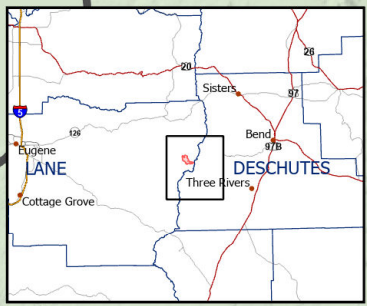 26
20
Sisters
97
5
126
Bend
Eugene
97B
LANE
DESCHUTES
Three Rivers
Cottage Grove